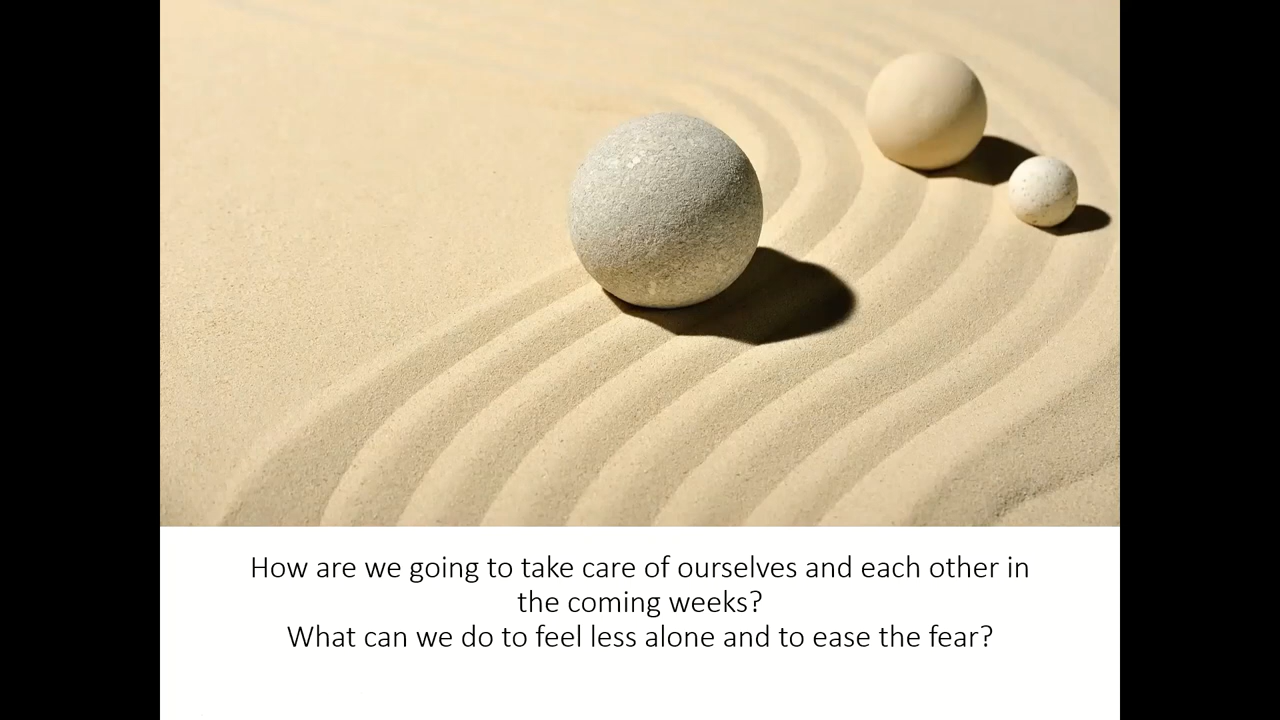 How are we going to take care of ourselves and each other in
the coming weeks?
What can we do to feel less alone and to ease the fear?